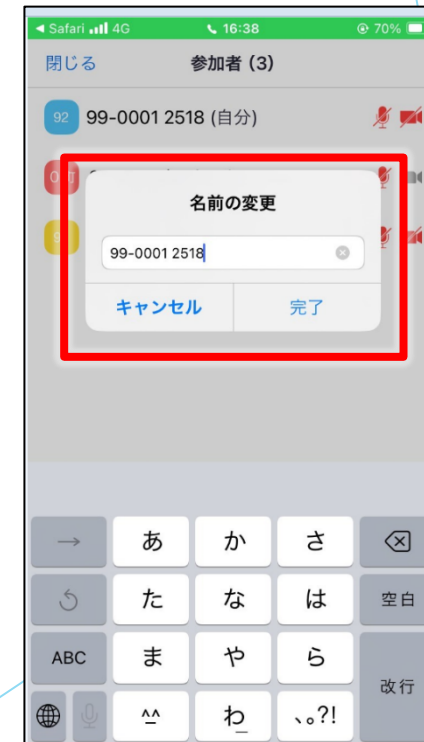 ◀ Safari 4G 16:38 70%
閉じる 参加者 (3)
92 99-0001 2518 (自分)
名前の変更
99-0001 2518
キャンセル 完了
→ あ か さ
た な は 空白
ABC ま や ら 改行
^^ わ_ 、。?!